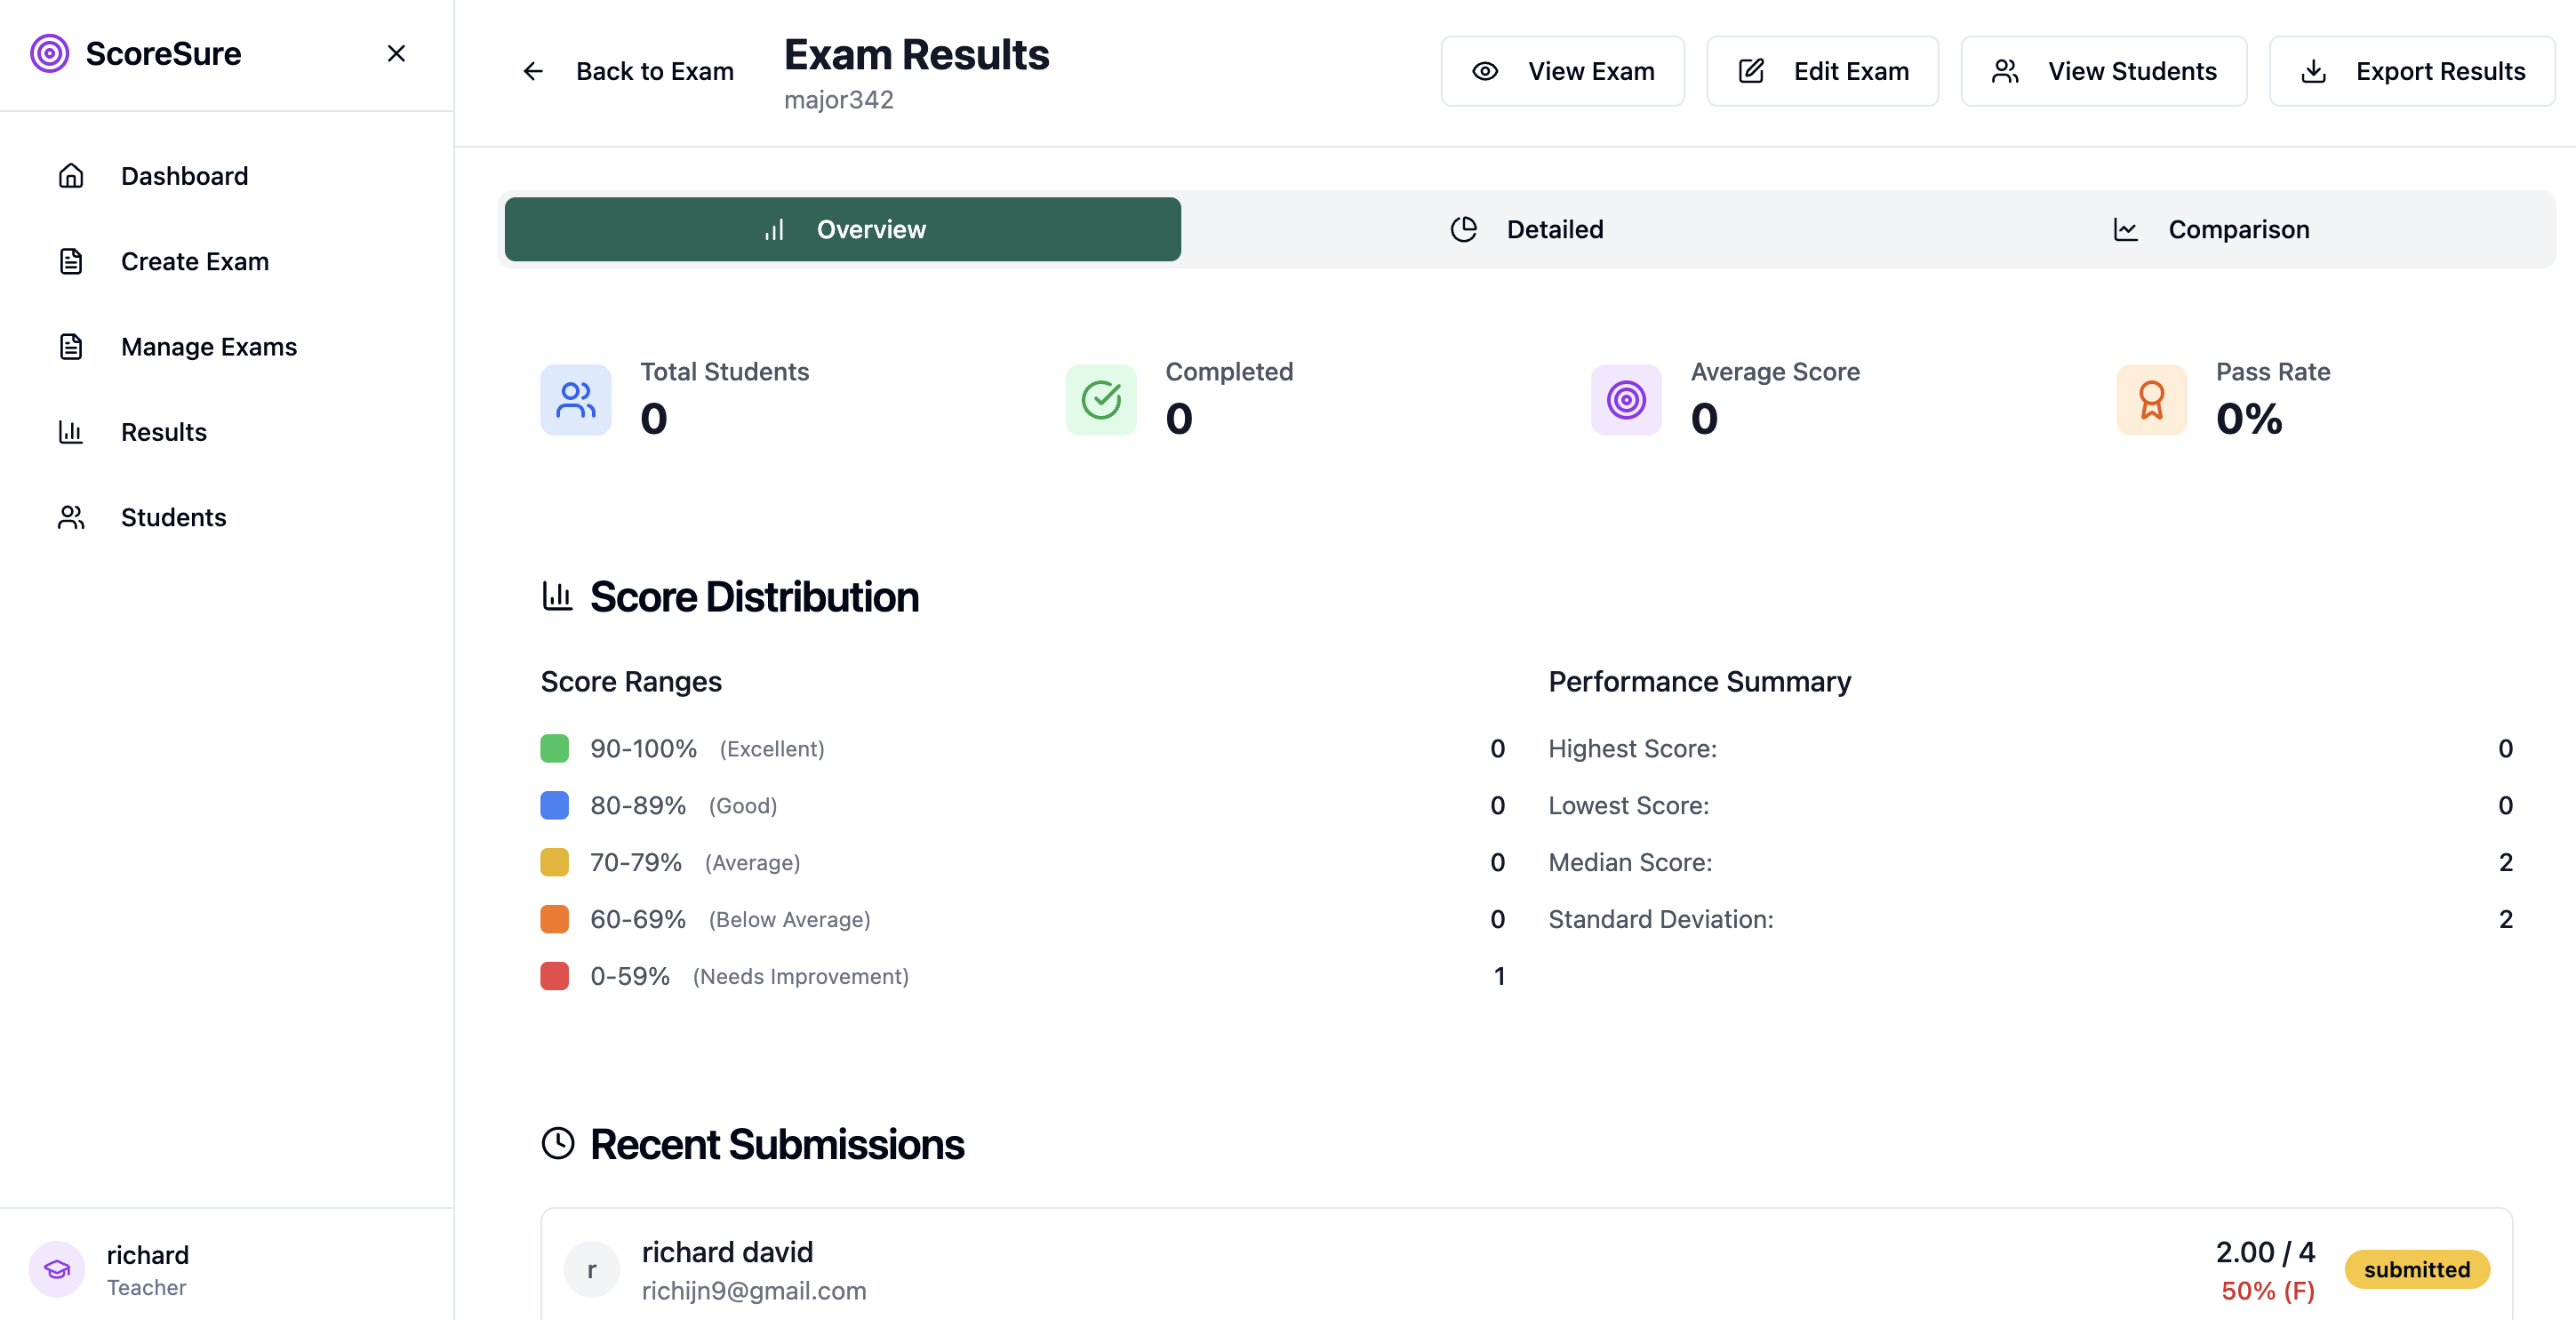 ScoreSure
Dashboard
Create Exam
Manage Exams
Results
Students
richard
Teacher
Back to Exam
Exam Results
major342
View Exam
Edit Exam
View Students
Export Results
Overview
Detailed
Comparison
Total Students
0
Completed
0
Average Score
0
Pass Rate
0%
Score Distribution
Score Ranges
90-100% (Excellent) 0
80-89% (Good) 0
70-79% (Average) 0
60-69% (Below Average) 0
0-59% (Needs Improvement) 1
Performance Summary
Highest Score: 0
Lowest Score: 0
Median Score: 2
Standard Deviation: 2
Recent Submissions
r
richard david
richijn9@gmail.com
2.00 / 4
50% (F)
submitted